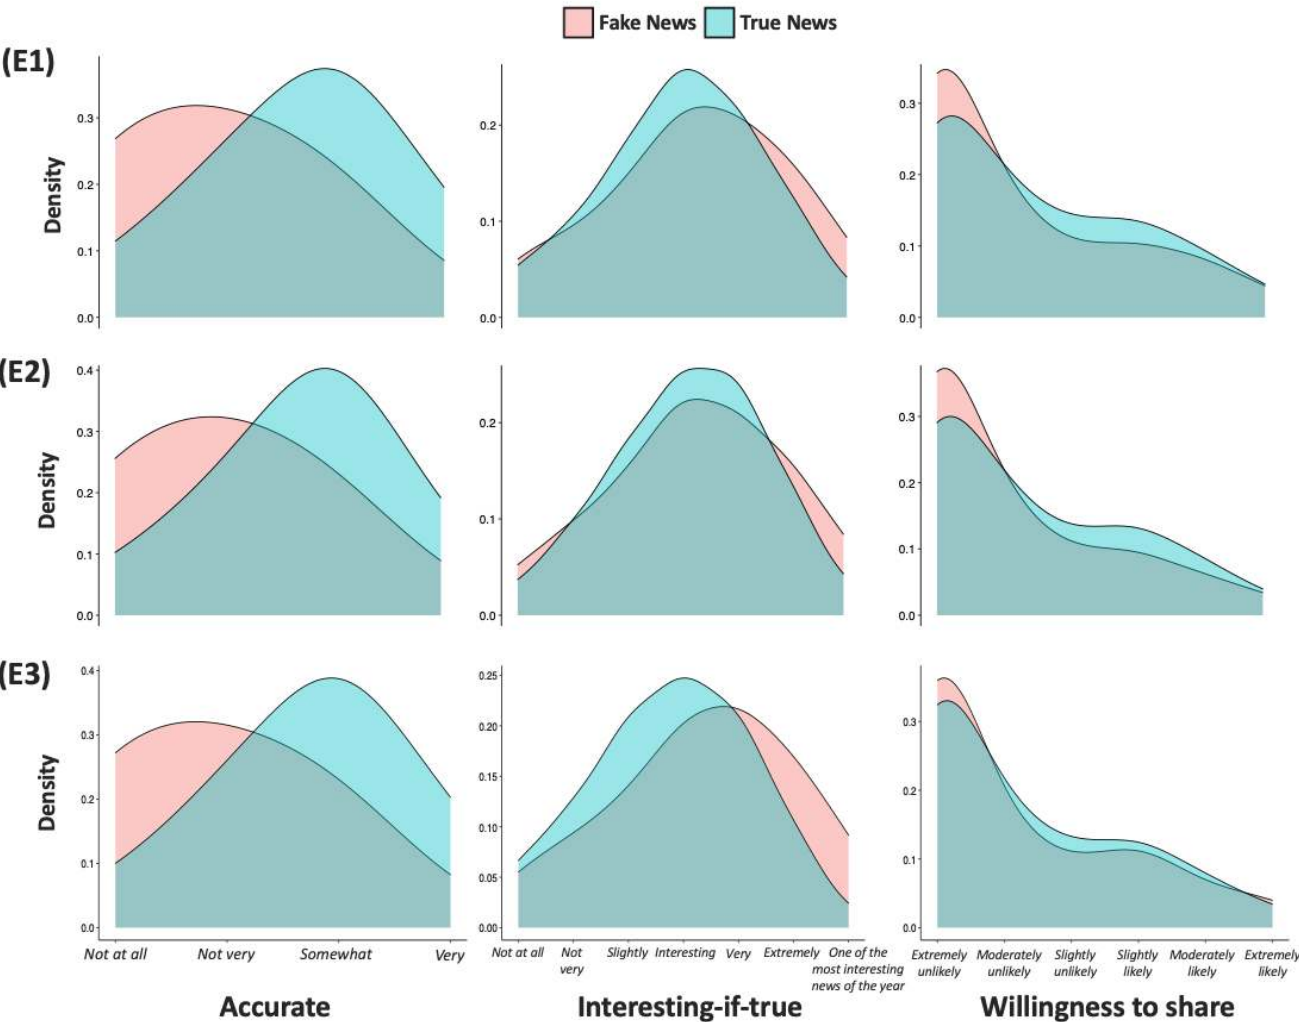 Fake News True News
(E1)
Density
0.3
0.2
0.1
0.0
0.2
0.1
0.0
0.3
0.2
0.1
0.0
(E2)
Density
0.4
0.3
0.2
0.1
0.0
0.2
0.1
0.0
0.3
0.2
0.1
0.0
(E3)
Density
0.4
0.3
0.2
0.1
0.0
0.25
0.20
0.15
0.10
0.05
0.00
0.3
0.2
0.1
0.0
Not at all Not very Somewhat Very
Accurate
Not at all Not Slightly Interesting Very Extremely One of the
very most interesting
news of the year
Interesting-if-true
Extremely Moderately Slightly Slightly Moderately Extremely
unlikely unlikely unlikely likely likely likely
Willingness to share